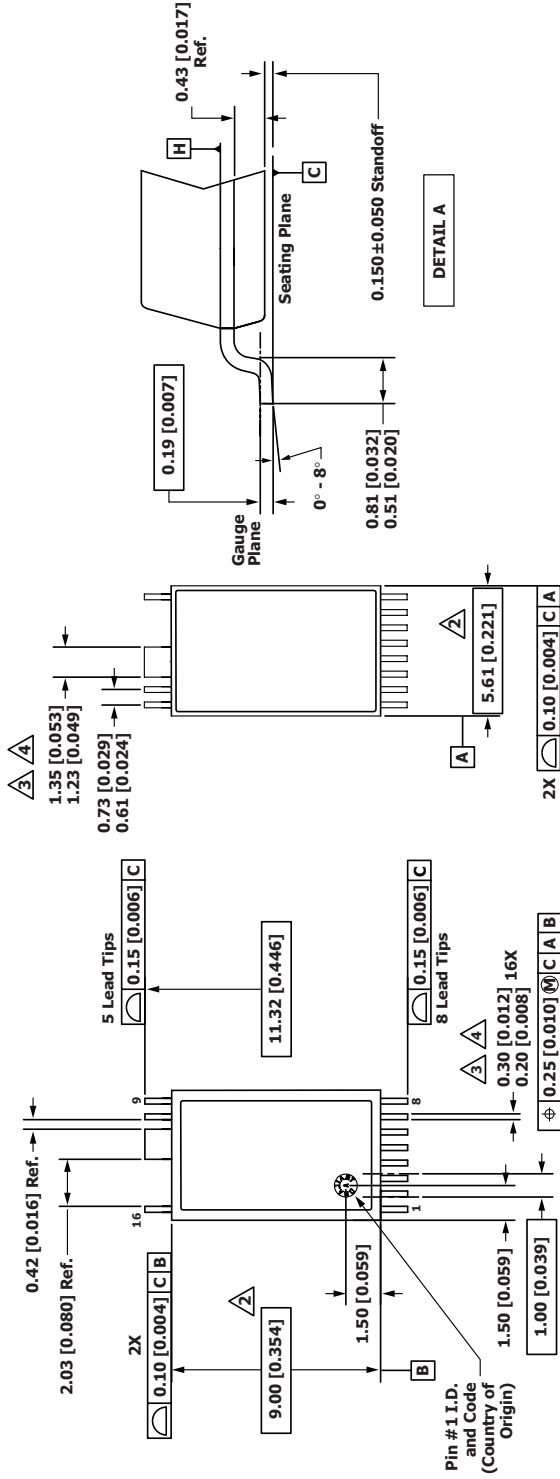 0.42 [0.016] Ref.
2.03 [0.080] Ref.
2X
0.10 [0.004] C B
16
9
5 Lead Tips
0.15 [0.006] C
2
9.00 [0.354]
11.32 [0.446]
1.50 [0.059]
B
1
8
0.15 [0.006] C
8 Lead Tips
Pin #1 I.D.
and Code
(Country of
Origin)
1.50 [0.059]
1.00 [0.039]
3 4
0.30 [0.012] 16X
0.20 [0.008]
⌖ 0.25 [0.010] Ⓜ C A B
3 4
1.35 [0.053]
1.23 [0.049]
0.73 [0.029]
0.61 [0.024]
A
2
5.61 [0.221]
2X
0.10 [0.004] C A
0.19 [0.007]
Gauge
Plane
0° - 8°
0.81 [0.032]
0.51 [0.020]
H
0.43 [0.017]
Ref.
Seating Plane
C
0.150±0.050 Standoff
DETAIL A